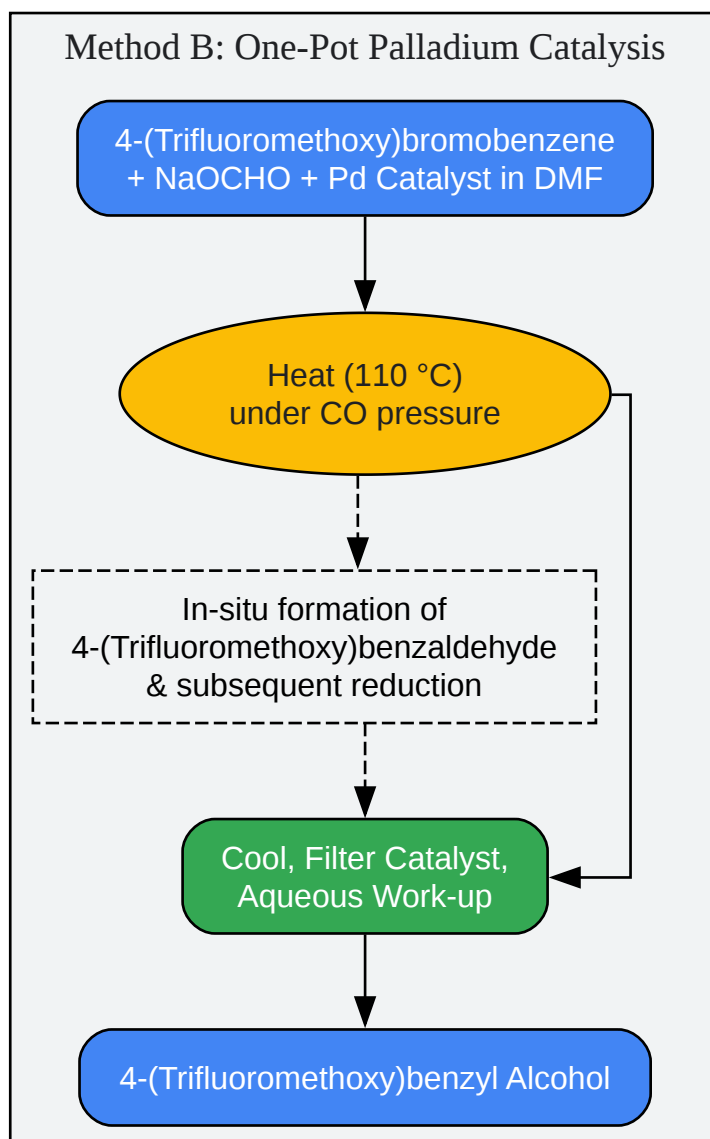 Method B: One-Pot Palladium Catalysis
4-(Trifluoromethoxy)bromobenzene
+ NaOCHO + Pd Catalyst in DMF
Heat (110 °C)
under CO pressure
In-situ formation of
4-(Trifluoromethoxy)benzaldehyde
& subsequent reduction
Cool, Filter Catalyst,
Aqueous Work-up
4-(Trifluoromethoxy)benzyl Alcohol